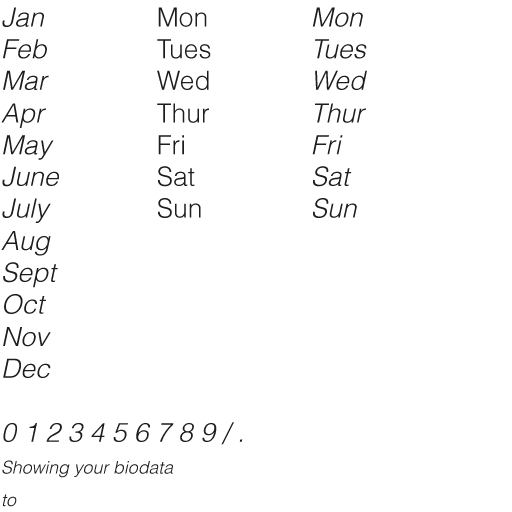 Jan Mon Mon
Feb Tues Tues
Mar Wed Wed
Apr Thur Thur
May Fri Fri
June Sat Sat
July Sun Sun
Aug
Sept
Oct
Nov
Dec
0 1 2 3 4 5 6 7 8 9 / .
Showing your biodata
to